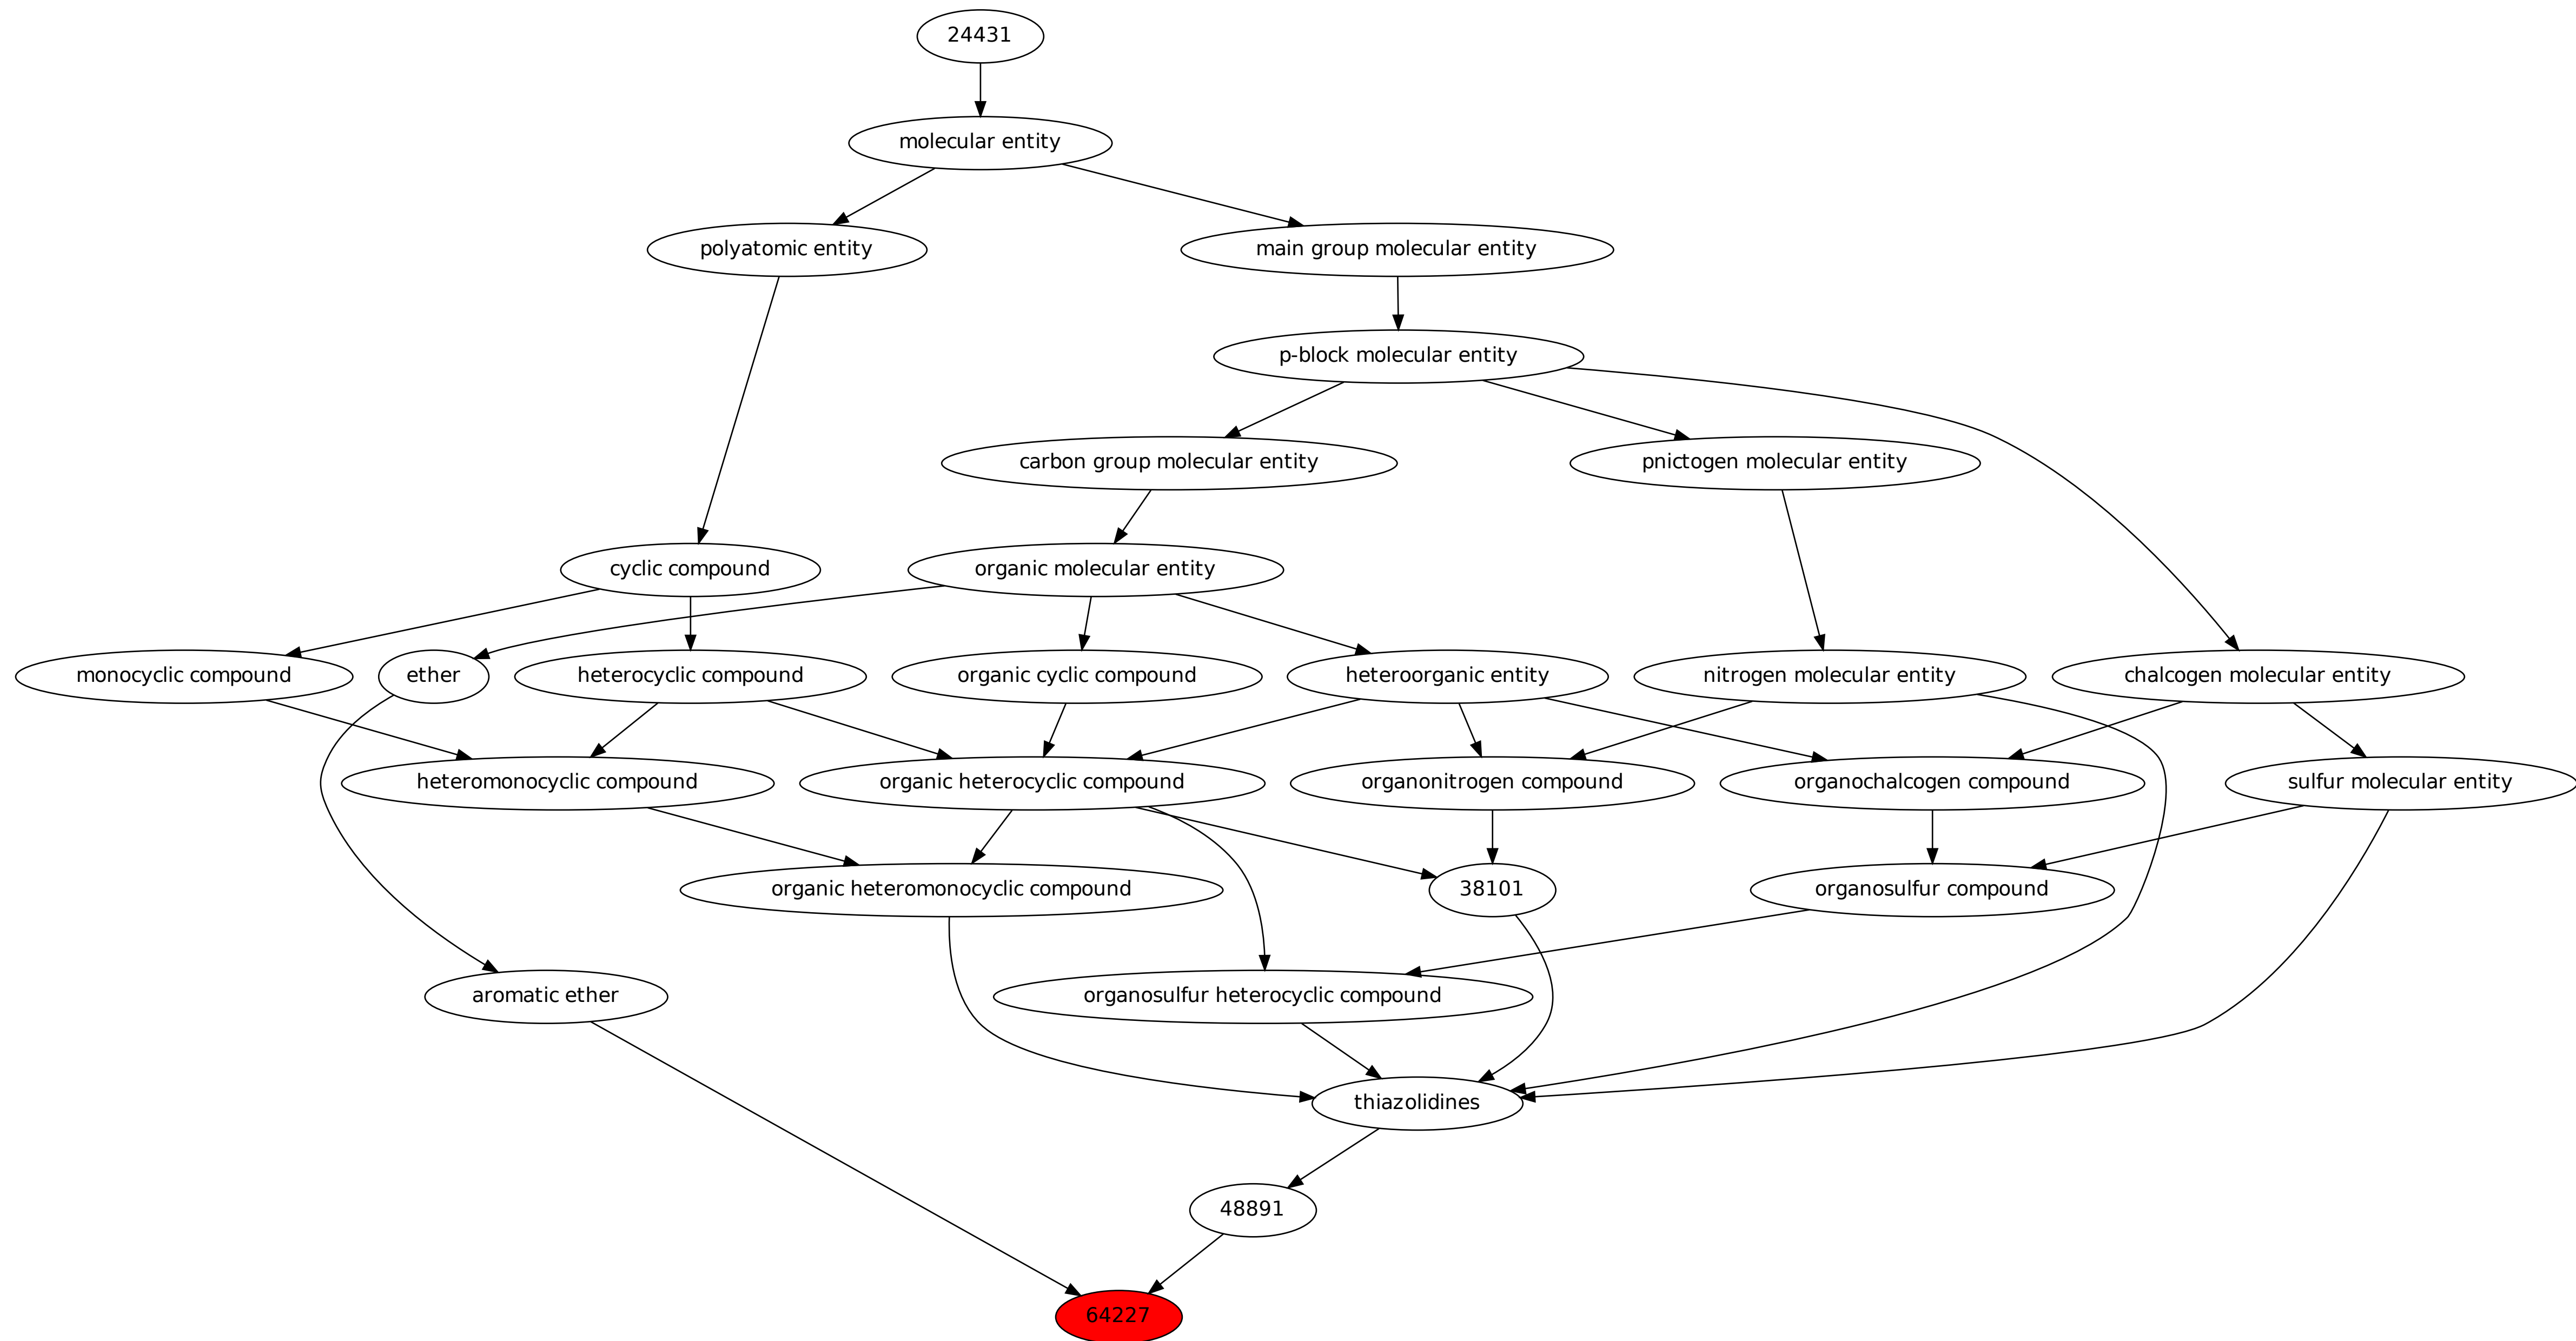 24431
molecular entity
polyatomic entity
main group molecular entity
p-block molecular entity
carbon group molecular entity
pnictogen molecular entity
cyclic compound
organic molecular entity
monocyclic compound
ether
heterocyclic compound
organic cyclic compound
heteroorganic entity
nitrogen molecular entity
chalcogen molecular entity
heteromonocyclic compound
organic heterocyclic compound
organonitrogen compound
organochalcogen compound
sulfur molecular entity
organic heteromonocyclic compound
38101
organosulfur compound
aromatic ether
organosulfur heterocyclic compound
thiazolidines
48891
64227